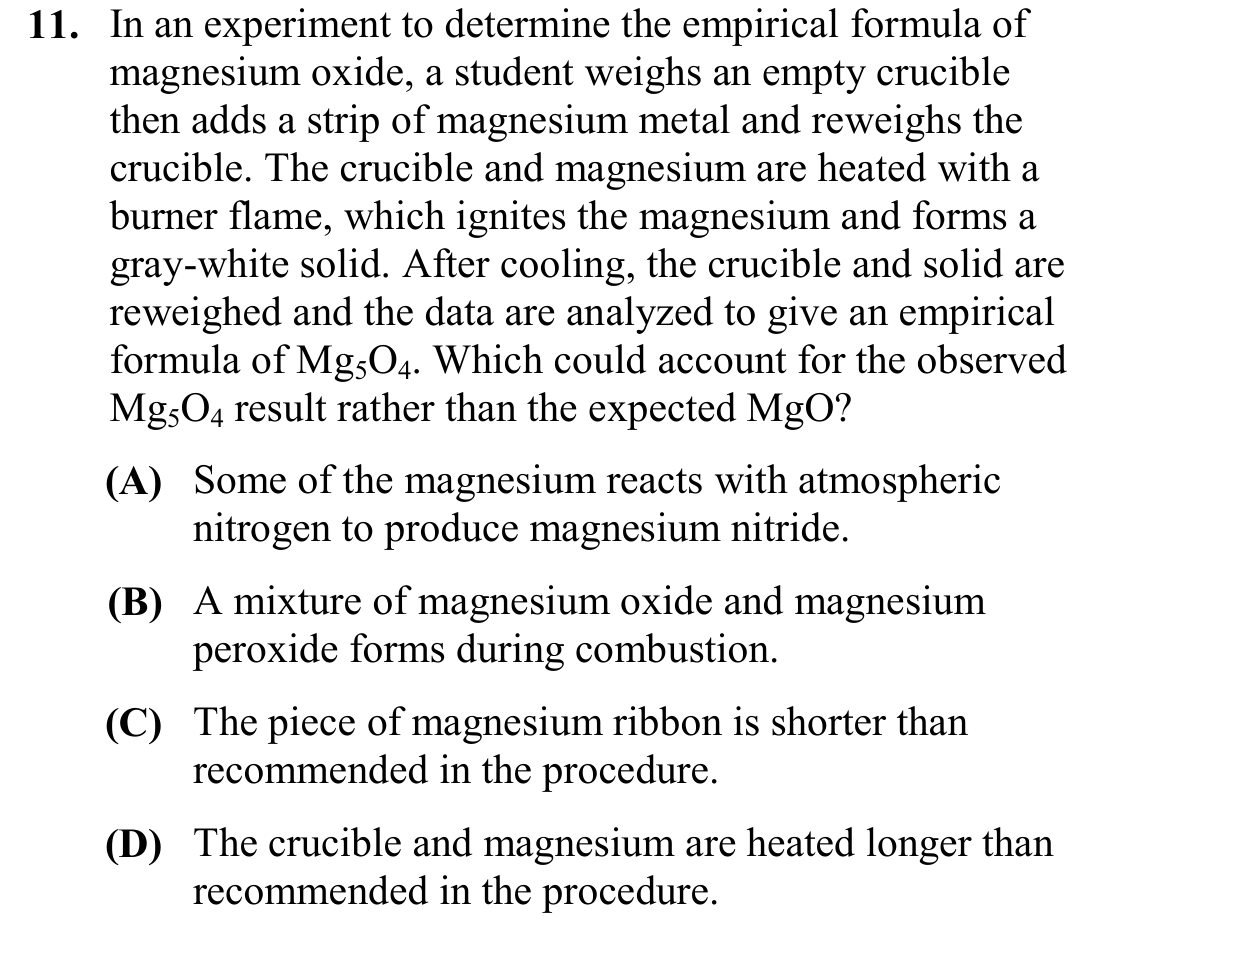 11. In an experiment to determine the empirical formula of
magnesium oxide, a student weighs an empty crucible
then adds a strip of magnesium metal and reweighs the
crucible. The crucible and magnesium are heated with a
burner flame, which ignites the magnesium and forms a
gray-white solid. After cooling, the crucible and solid are
reweighed and the data are analyzed to give an empirical
formula of Mg₅O₄. Which could account for the observed
Mg₅O₄ result rather than the expected MgO?
(A) Some of the magnesium reacts with atmospheric
nitrogen to produce magnesium nitride.
(B) A mixture of magnesium oxide and magnesium
peroxide forms during combustion.
(C) The piece of magnesium ribbon is shorter than
recommended in the procedure.
(D) The crucible and magnesium are heated longer than
recommended in the procedure.